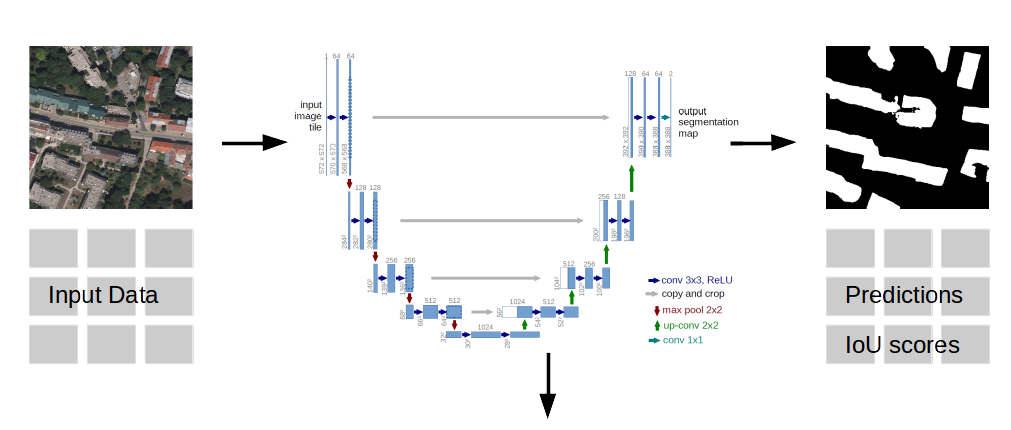 1 64 64
input
image
tile
572 x 572
570 x 570
568 x 568
128 128
284²
282²
280²
256 256
140²
138²
136²
512 512
68²
66²
64²
1024
32²
30²
28²
1024 512
56²
54²
52²
512 256
104²
102²
100²
256 128
200²
198²
196²
128 64 64 2
392 x 392
390 x 390
388 x 388
388 x 388
output
segmentation
map
conv 3x3, ReLU
copy and crop
max pool 2x2
up-conv 2x2
conv 1x1
Input Data
Predictions
IoU scores